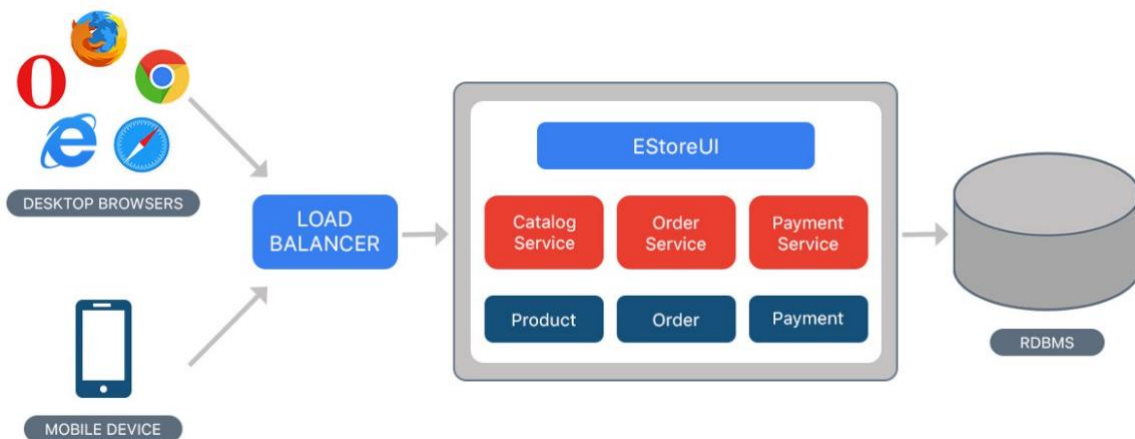 DESKTOP BROWSERS
MOBILE DEVICE
LOAD
BALANCER
EStoreUI
Catalog
Service
Order
Service
Payment
Service
Product
Order
Payment
RDBMS